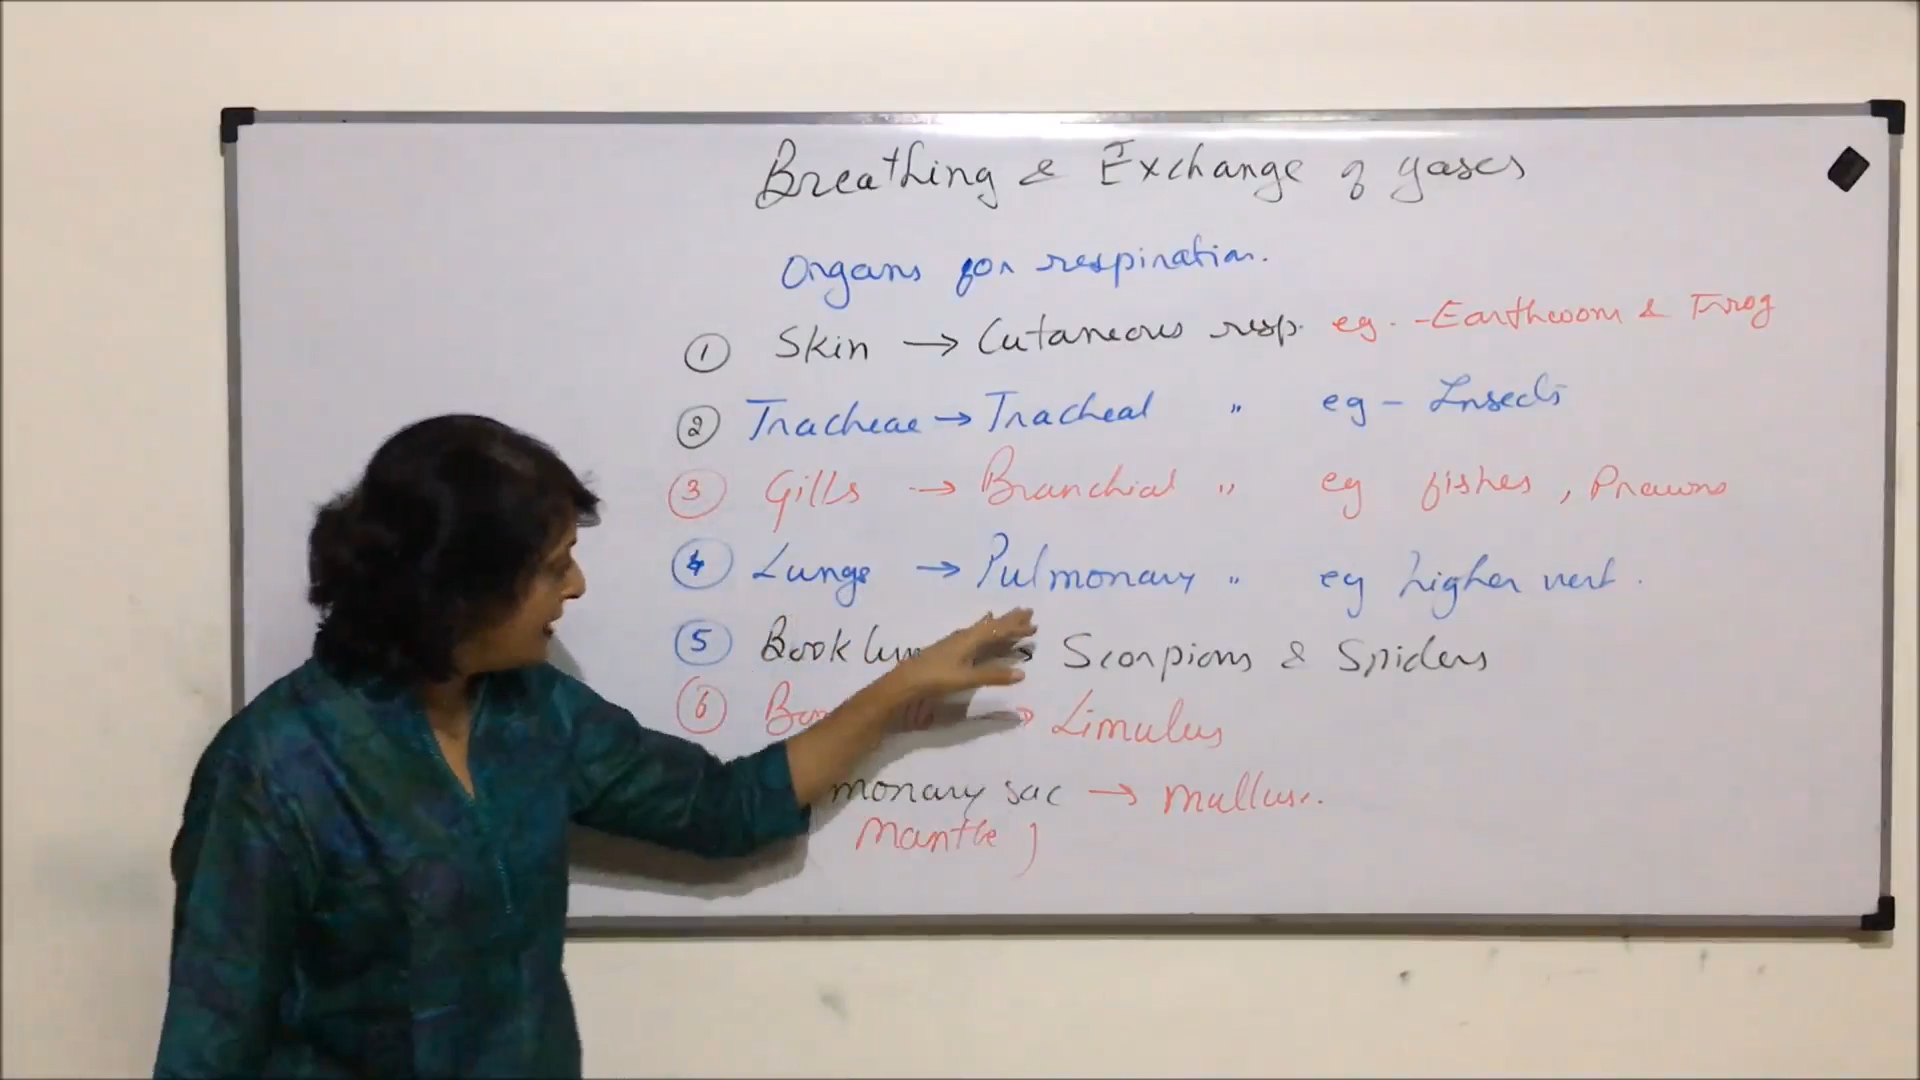 Breathing & Exchange of gases
Organs for respiration.
① Skin → Cutaneous resp. eg. - Earthworm & Frog
② Tracheae → Tracheal " eg - Insects
③ Gills → Branchial " eg fishes, Prawns
④ Lungs → Pulmonary " eg higher vert.
⑤ Book → Scorpions & Spiders
⑥ → Limulus
monary sac → mollusc.
mantle )